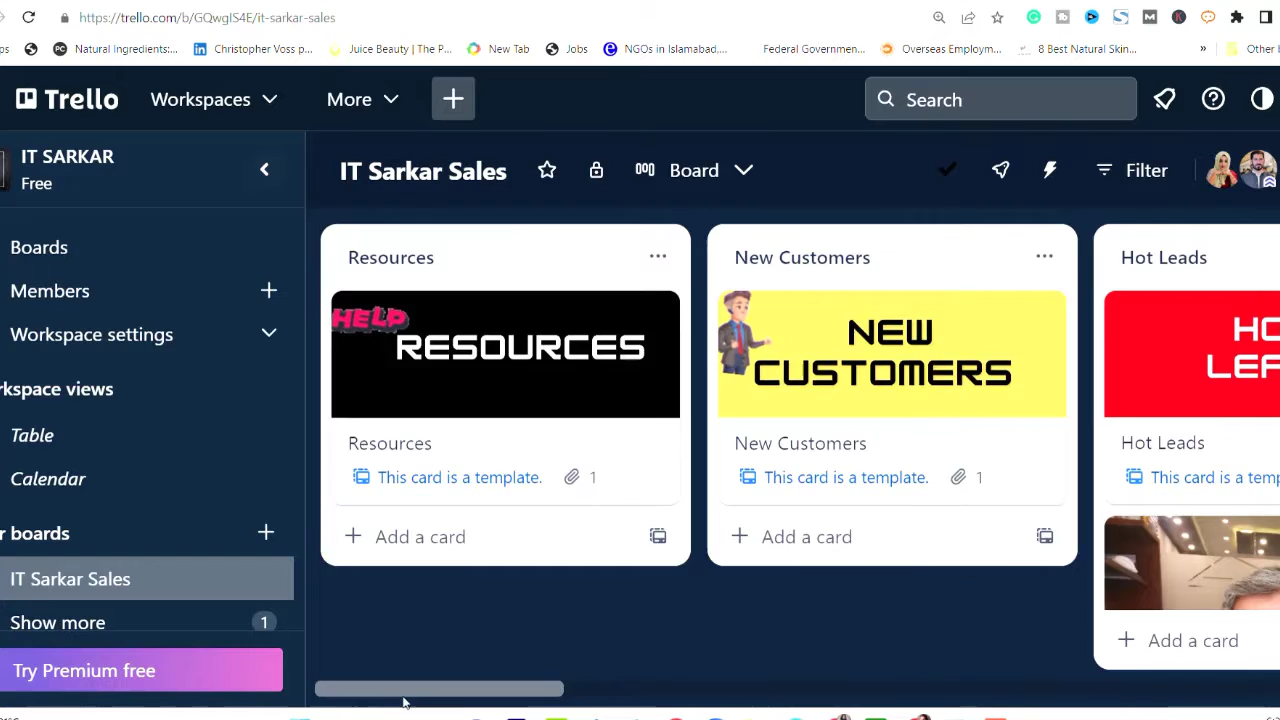 https://trello.com/b/GQwgIS4E/it-sarkar-sales
Natural Ingredients:...
Christopher Voss p...
Juice Beauty | The P...
New Tab
Jobs
NGOs in Islamabad,...
Federal Governmen...
Overseas Employm...
8 Best Natural Skin...
»
Other
Trello
Workspaces
More
Search
IT SARKAR
Free
IT Sarkar Sales
Board
Filter
Boards
Members
Workspace settings
rkspace views
Table
Calendar
r boards
IT Sarkar Sales
Show more
1
Try Premium free
Resources
HELP
RESOURCES
Resources
This card is a template.
1
Add a card
New Customers
NEW
CUSTOMERS
New Customers
This card is a template.
1
Add a card
Hot Leads
HO
LEA
Hot Leads
This card is a temp
Add a card